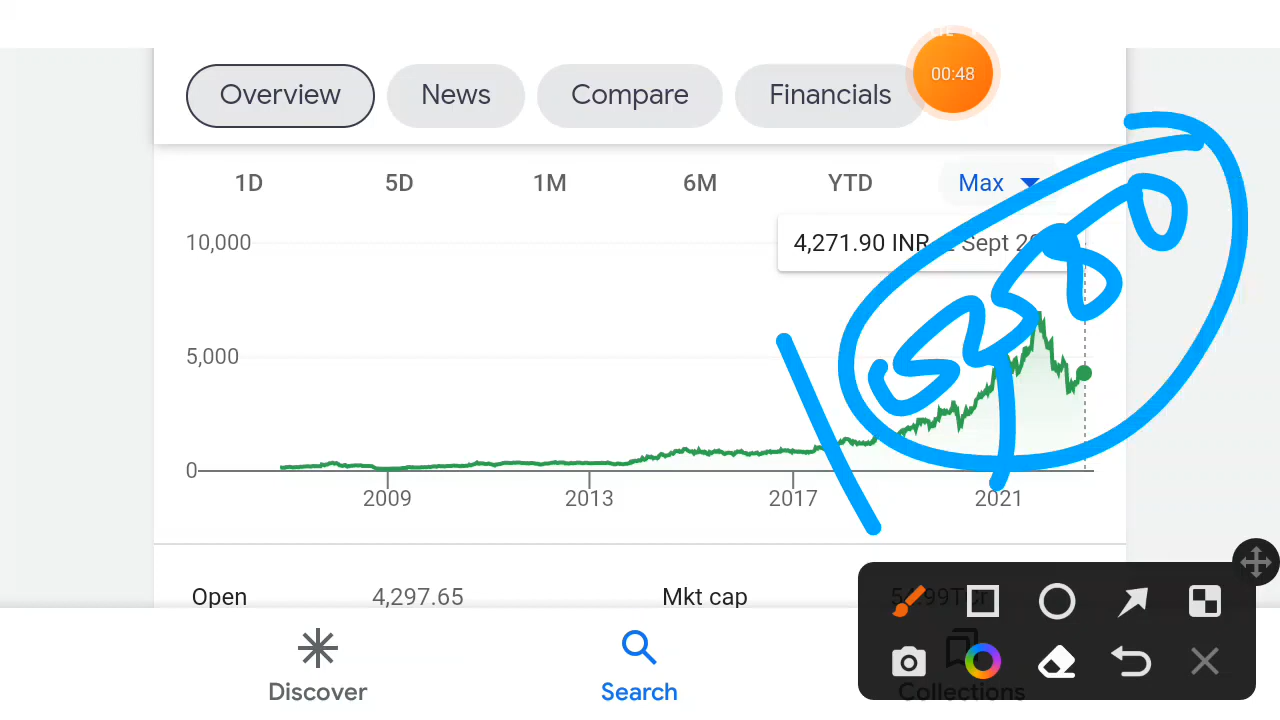 00:48
Overview News Compare Financials
1D 5D 1M 6M YTD Max
10,000
4,271.90 INR Sept
5,000
0
2009 2013 2017 2021
Open 4,297.65 Mkt cap
Discover Search Collections